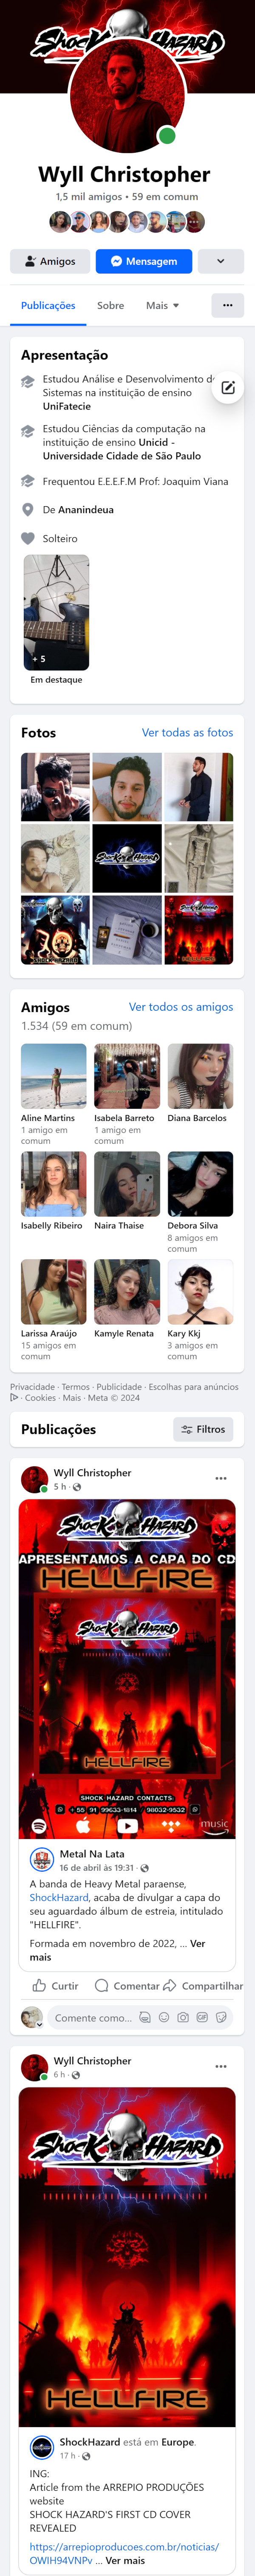 SHOCK HAZARD
Wyll Christopher
1,5 mil amigos • 59 em comum
Amigos
Mensagem
Publicações
Sobre
Mais
Apresentação
Estudou Análise e Desenvolvimento de
Sistemas na instituição de ensino
UniFatecie
Estudou Ciências da computação na
instituição de ensino Unicid -
Universidade Cidade de São Paulo
Frequentou E.E.E.F.M Prof: Joaquim Viana
De Ananindeua
Solteiro
+ 5
Em destaque
Fotos
Ver todas as fotos
SHOCK HAZARD
SHOCK HAZARD
HELLFIRE
Amigos
Ver todos os amigos
1.534 (59 em comum)
Aline Martins
1 amigo em
comum
Isabela Barreto
1 amigo em
comum
Diana Barcelos
Isabelly Ribeiro
Naira Thaise
Debora Silva
8 amigos em
comum
Larissa Araújo
15 amigos em
comum
Kamyle Renata
Kary Kkj
3 amigos em
comum
Privacidade · Termos · Publicidade · Escolhas para anúncios
· Cookies · Mais · Meta © 2024
Publicações
Filtros
Wyll Christopher
5 h ·
SHOCK HAZARD
APRESENTAMOS A CAPA DO CD
HELLFIRE
SHOCK HAZARD
HELLFIRE
SHOCK HAZARD CONTACTS:
+55 91 99633-1814 / 98032-9532
music
Metal Na Lata
16 de abril às 19:31 ·
A banda de Heavy Metal paraense,
ShockHazard, acaba de divulgar a capa do
seu aguardado álbum de estreia, intitulado
"HELLFIRE".
Formada em novembro de 2022, ... Ver
mais
Curtir
Comentar
Compartilhar
Comente como...
Wyll Christopher
6 h ·
SHOCK HAZARD
HELLFIRE
ShockHazard está em Europe.
17 h ·
ING:
Article from the ARREPIO PRODUÇÕES
website
SHOCK HAZARD'S FIRST CD COVER
REVEALED
https://arrepioproducoes.com.br/noticias/
OWIH94VNPv ... Ver mais